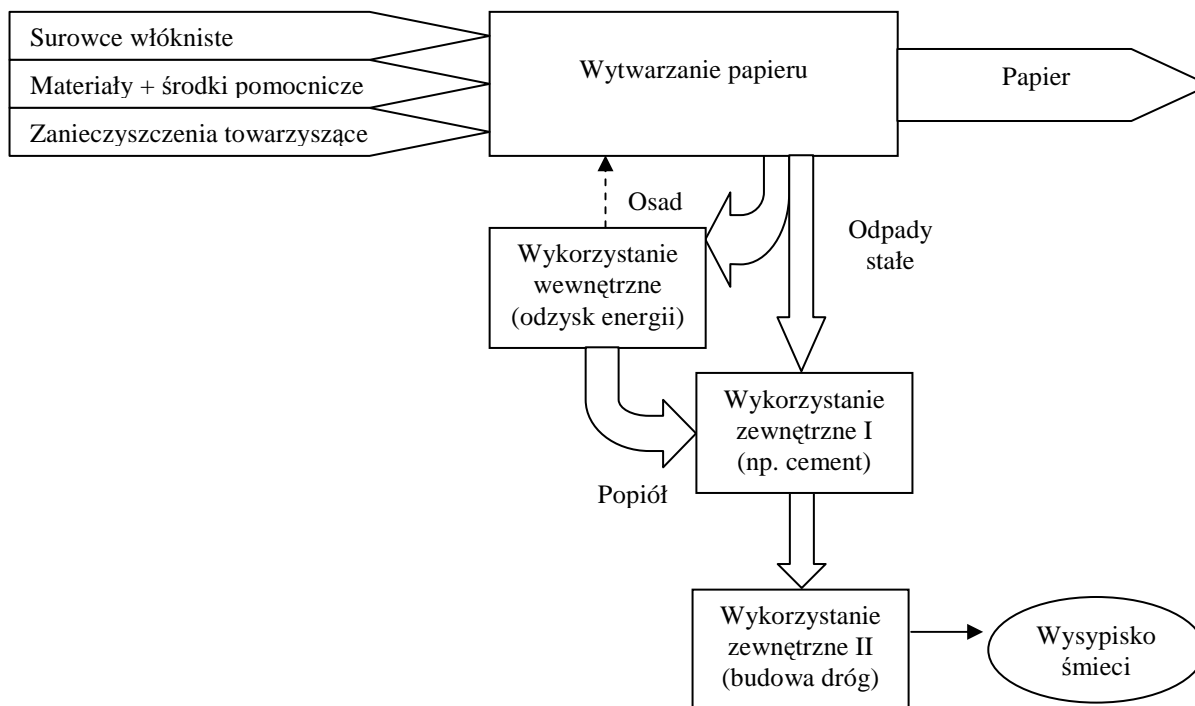 Surowce włókniste
Materiały + środki pomocnicze
Zanieczyszczenia towarzyszące
Wytwarzanie papieru
Papier
Osad
Odpady
stałe
Wykorzystanie
wewnętrzne
(odzysk energii)
Wykorzystanie
zewnętrzne I
(np. cement)
Popiół
Wykorzystanie
zewnętrzne II
(budowa dróg)
Wysypisko
śmieci